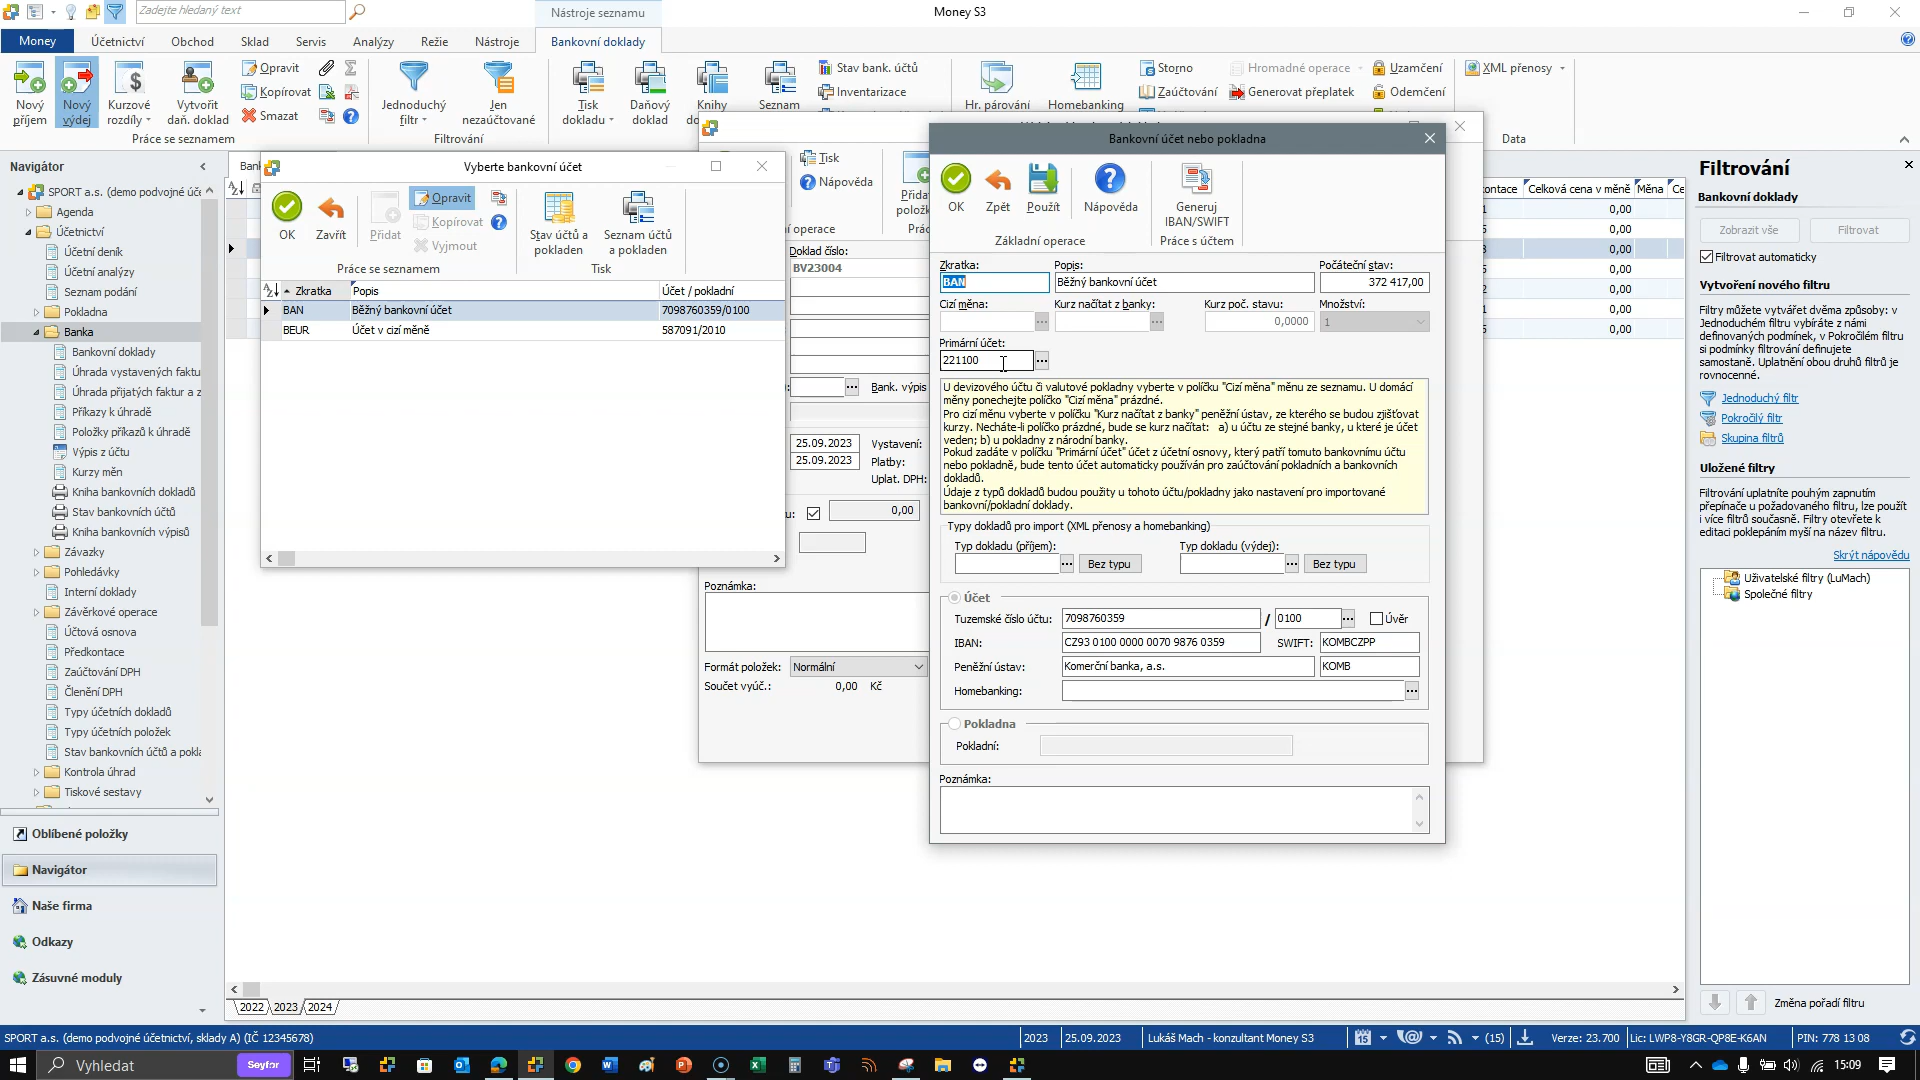 Zadejte hledaný text
Nástroje seznamu
Money S3
Money
Účetnictví
Obchod
Sklad
Servis
Analýzy
Režie
Nástroje
Bankovní doklady
Nový příjem
Nový výdej
Kurzové rozdíly
Vytvořit daň. doklad
Opravit
Kopírovat
Smazat
Práce se seznamem
Jednoduchý filtr
Jen nezaúčtované
Filtrování
Tisk dokladu
Daňový doklad
Knihy
Seznam
Stav bank. účtů
Inventarizace
Hr. párování
Homebanking
Storno
Zaúčtování
Hromadné operace
Generovat přeplatek
Uzamčení
Odemčení
XML přenosy
Data
Navigátor
SPORT a.s. (demo podvojné úče
Agenda
Účetnictví
Účetní deník
Účetní analýzy
Seznam podání
Pokladna
Banka
Bankovní doklady
Úhrada vystavených faktu
Úhrada přijatých faktur a z
Příkazy k úhradě
Položky příkazů k úhradě
Výpis z účtu
Kurzy měn
Kniha bankovních dokladů
Stav bankovních účtů
Kniha bankovních výpisů
Závazky
Pohledávky
Interní doklady
Závěrkové operace
Účtová osnova
Předkontace
Zaúčtování DPH
Členění DPH
Typy účetních dokladů
Typy účetních položek
Stav bankovních účtů a pokla
Kontrola úhrad
Tiskové sestavy
Oblíbené položky
Navigátor
Naše firma
Odkazy
Zásuvné moduly
Vyberte bankovní účet
OK
Zavřít
Přidat
Opravit
Kopírovat
Vyjmout
Práce se seznamem
Stav účtů a pokladen
Seznam účtů a pokladen
Tisk
Zkratka
Popis
Účet / pokladní
BAN
Běžný bankovní účet
7098760359/0100
BEUR
Účet v cizí měně
587091/2010
Tisk
Nápověda
Doklad číslo:
BV23004
Bank. výpis
25.09.2023
Vystavení:
25.09.2023
Platby:
Uplat. DPH:
0,00
Poznámka:
Formát položek:
Normální
Součet vyúč.:
0,00 Kč
Bankovní účet nebo pokladna
OK
Zpět
Použít
Nápověda
Generuj IBAN/SWIFT
Základní operace
Práce s účtem
Zkratka:
Popis:
Počáteční stav:
BAN
Běžný bankovní účet
372 417,00
Cizí měna:
Kurz načítat z banky:
Kurz poč. stavu:
Množství:
0,0000
1
Primární účet:
221100
U devizového účtu či valutové pokladny vyberte v políčku "Cizí měna" měnu ze seznamu. U domácí
měny ponechejte políčko "Cizí měna" prázdné.
Pro cizí měnu vyberte v políčku "Kurz načítat z banky" peněžní ústav, ze kterého se budou zjišťovat
kurzy. Necháte-li políčko prázdné, bude se kurz načítat: a) u účtu ze stejné banky, u které je účet
veden; b) u pokladny z národní banky.
Pokud zadáte v políčku "Primární účet" účet z účetní osnovy, který patří tomuto bankovnímu účtu
nebo pokladně, bude tento účet automaticky používán pro zaúčtování pokladních a bankovních
dokladů.
Údaje z typů dokladů budou použity u tohoto účtu/pokladny jako nastavení pro importované
bankovní/pokladní doklady.
Typy dokladů pro import (XML přenosy a homebanking)
Typ dokladu (příjem):
Typ dokladu (výdej):
Bez typu
Bez typu
Účet
Tuzemské číslo účtu:
7098760359 / 0100
Úvěr
IBAN:
CZ93 0100 0000 0070 9876 0359
SWIFT:
KOMBCZPP
Peněžní ústav:
Komerční banka, a.s.
KOMB
Homebanking:
Pokladna
Pokladní:
Poznámka:
Celková cena v měně
Měna
0,00
0,00
0,00
0,00
0,00
0,00
0,00
2022
2023
2024
Filtrování
Bankovní doklady
Zobrazit vše
Filtrovat
Filtrovat automaticky
Vytvoření nového filtru
Filtry můžete vytvářet dvěma způsoby: v
Jednoduchém filtru vybíráte z námi
definovaných podmínek, v Pokročilém filtru
si podmínky filtrování definujete
samostatně. Uplatnění obou druhů filtrů je
rovnocenné.
Jednoduchý filtr
Pokročilý filtr
Skupina filtrů
Uložené filtry
Filtrování uplatníte pouhým zapnutím
přepínače u požadovaného filtru, lze použít
i více filtrů současně. Filtry otevřete k
editaci poklepáním myší na název filtru.
Skrýt nápovědu
Uživatelské filtry (LuMach)
Společné filtry
Změna pořadí filtru
SPORT a.s. (demo podvojné účetnictví, sklady A) (IČ 12345678)
2023
25.09.2023
Lukáš Mach - konzultant Money S3
(15)
Verze: 23.700
Lic: LWP8-Y8GR-QP8E-K6AN
PIN: 778 13 08
Vyhledat
Seyfor
15:09